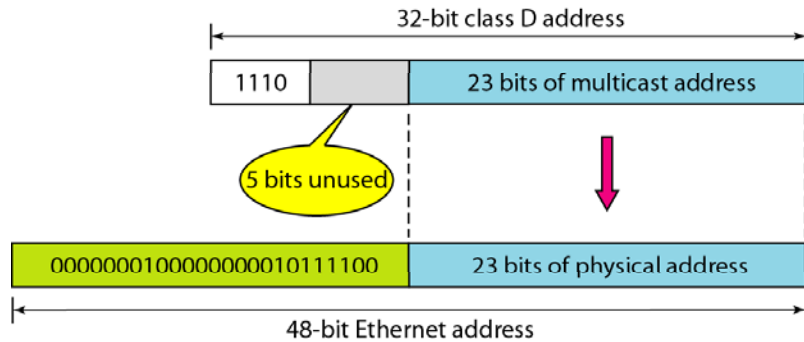 32-bit class D address
1110
23 bits of multicast address
5 bits unused
0000000100000000010111100
23 bits of physical address
48-bit Ethernet address